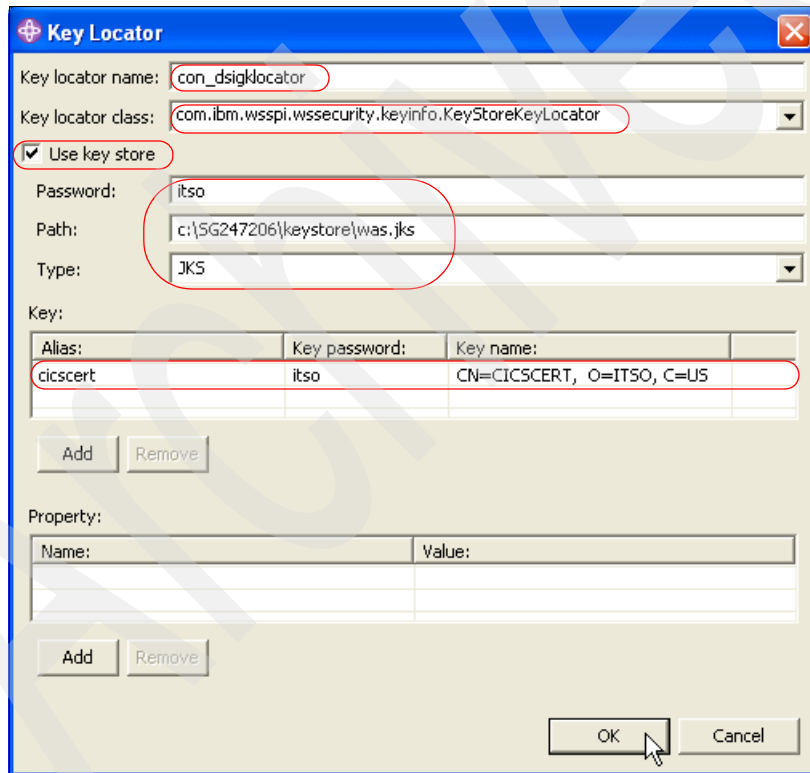 Key Locator
Key locator name: con_dsigklocator
Key locator class: com.ibm.wsspi.wssecurity.keyinfo.KeyStoreKeyLocator
Use key store
Password: itso
Path: c:\SG247206\keystore\was.jks
Type: JKS
Key:
Alias: Key password: Key name:
cicscert itso CN=CICSCERT, O=ITSO, C=US
Add Remove
Property:
Name: Value:
Add Remove
OK Cancel